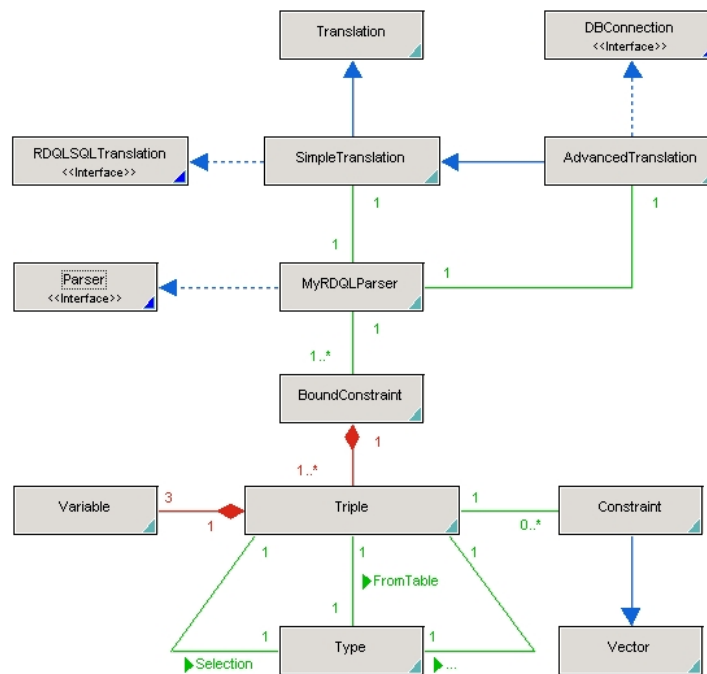 Translation
DBConnection
<<Interface>>
RDQLSQLTranslation
<<Interface>>
SimpleTranslation
AdvancedTranslation
1
1
1
Parser
<<Interface>>
MyRDQLParser
1
1
1..*
BoundConstraint
1
1..*
Variable
3
1
Triple
1
0..*
Constraint
1
1
1
FromTable
1
1
1
Selection
Type
...
Vector